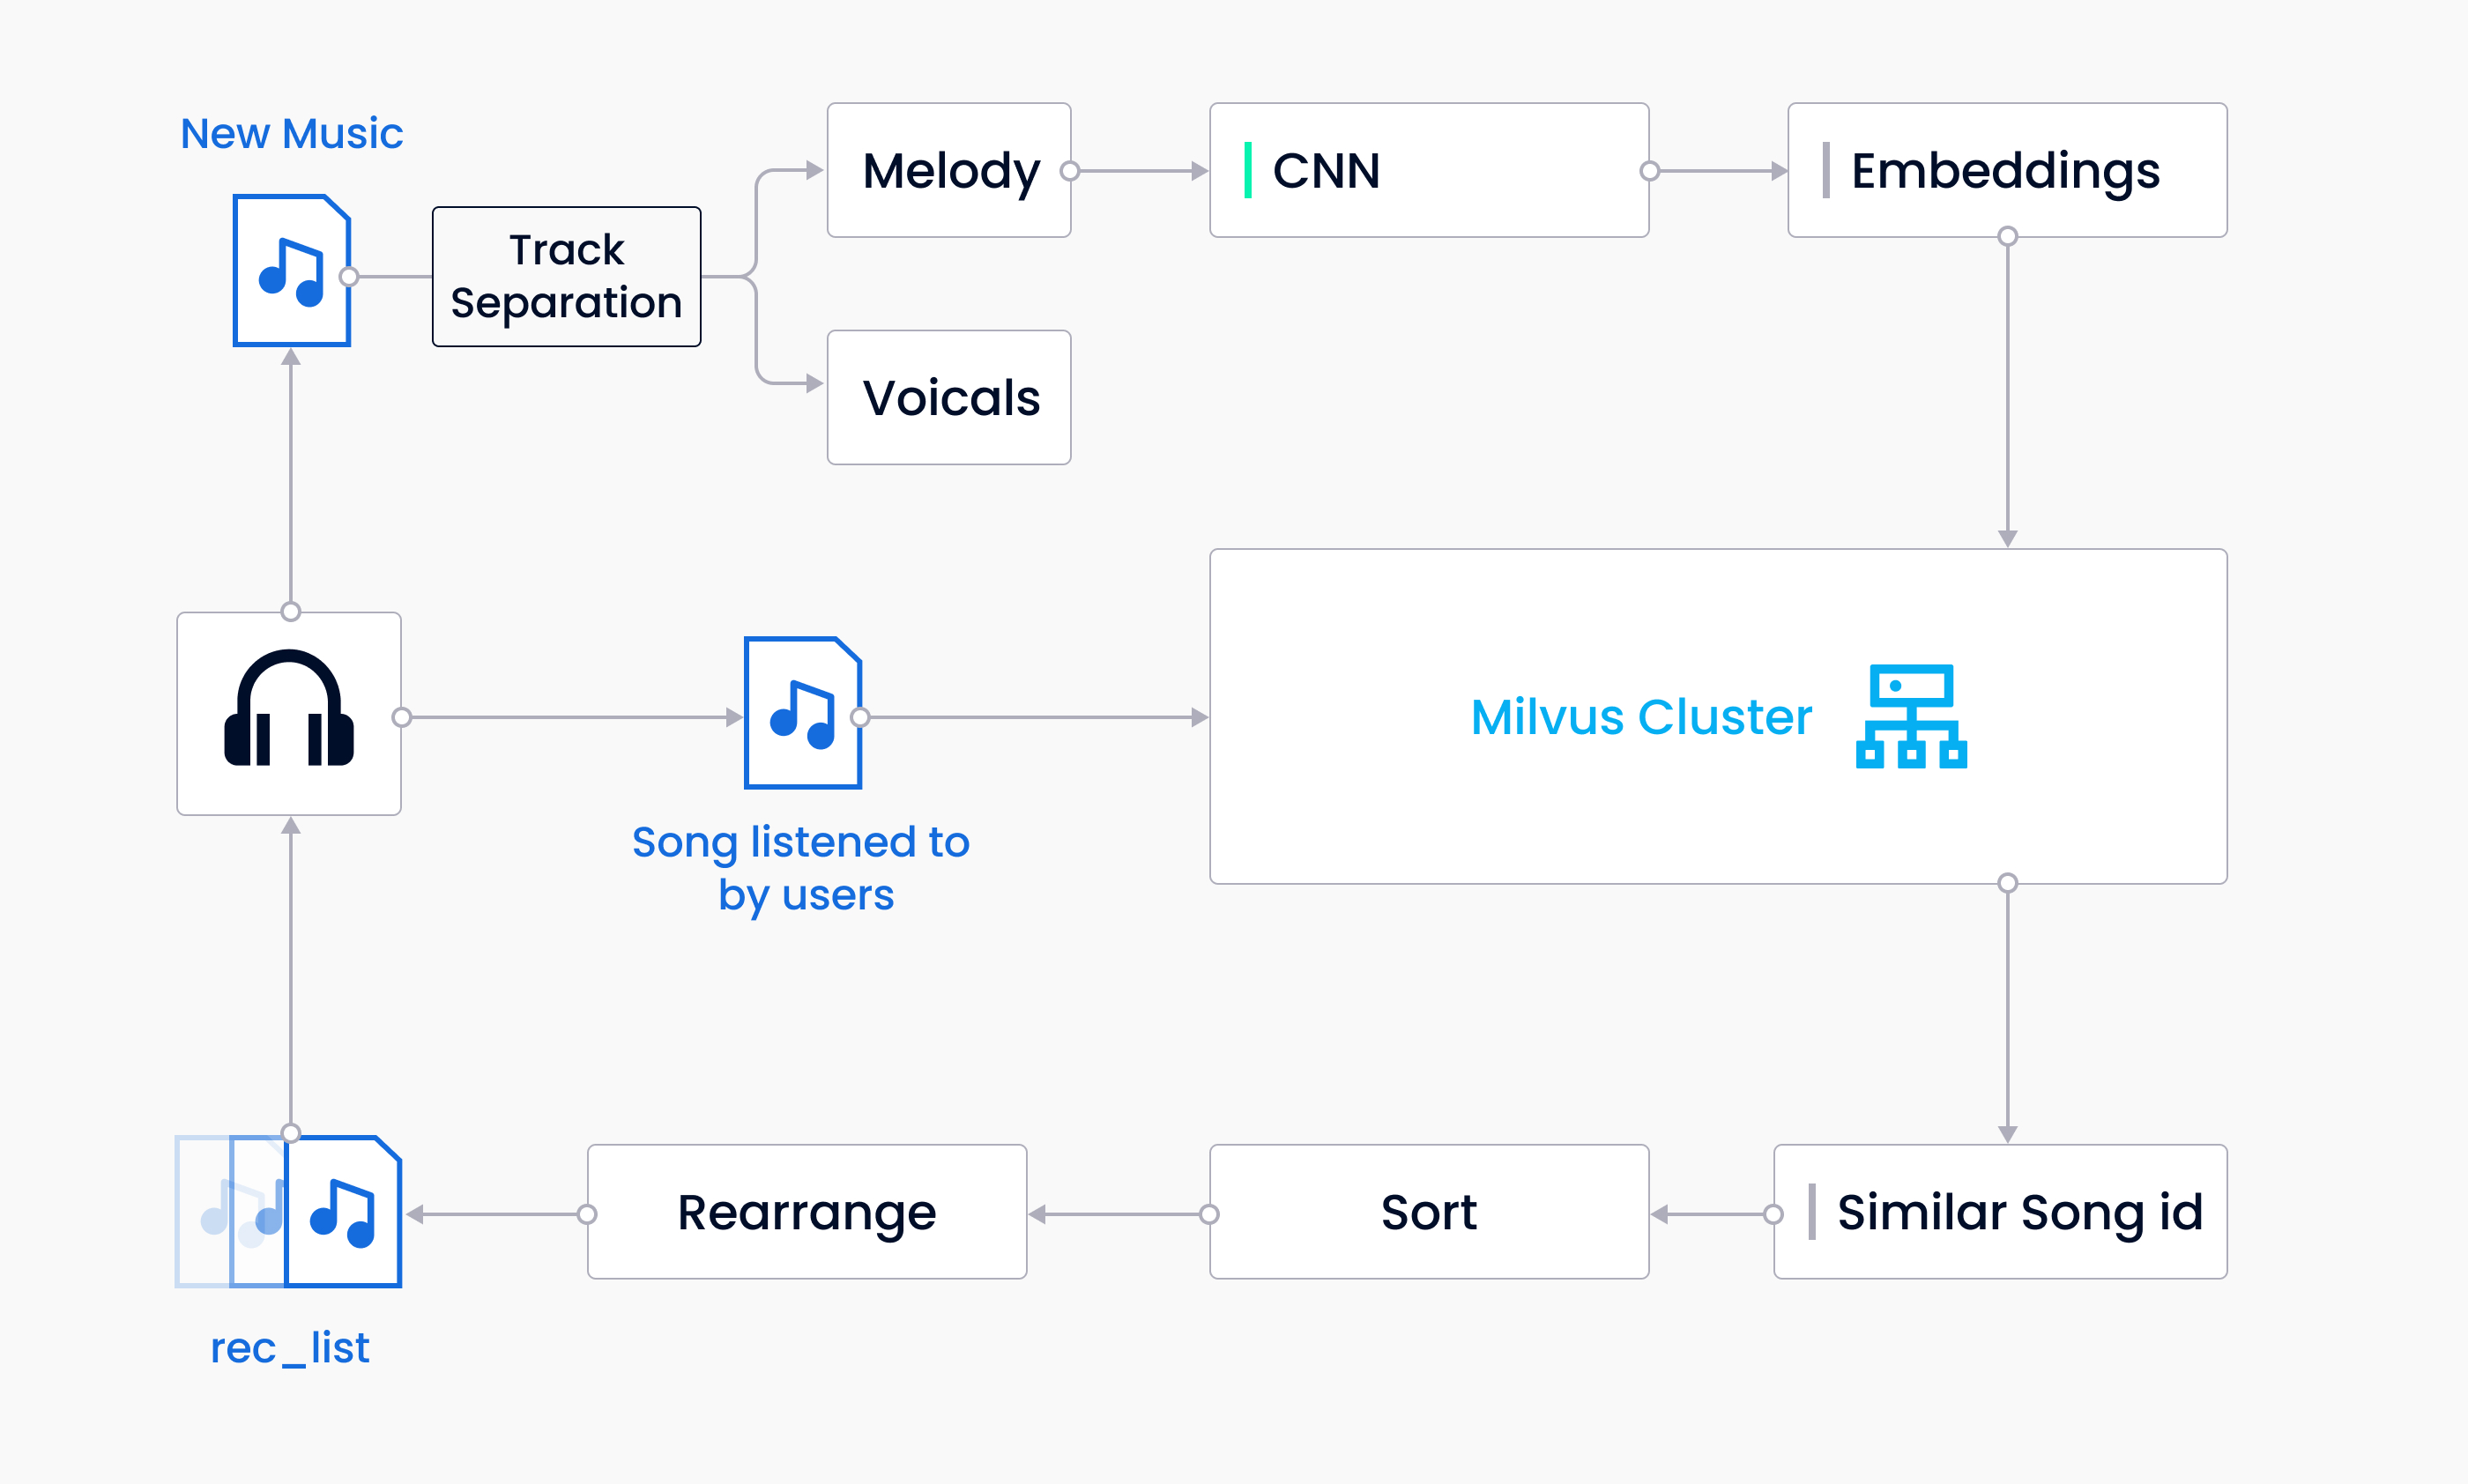 New Music
Track
Separation
Melody
CNN
Embeddings
Voicals
Milvus Cluster
Song listened to
by users
Rearrange
Sort
Similar Song id
rec_list